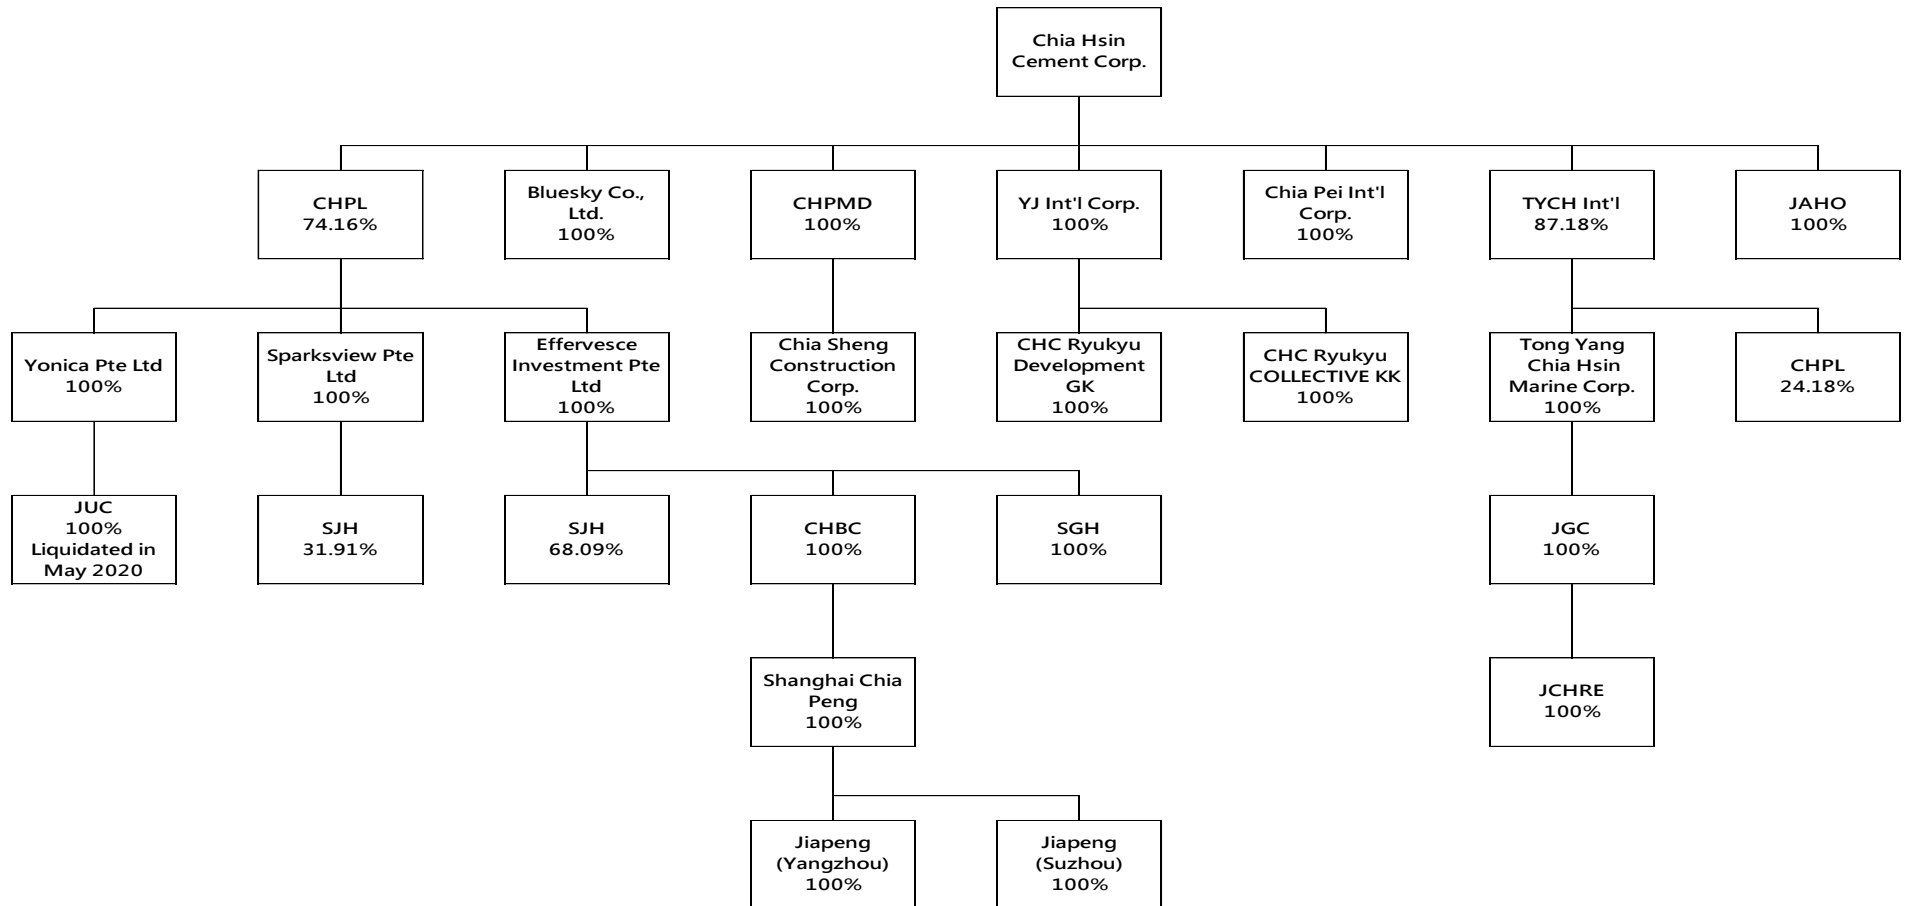 Chia Hsin
Cement Corp.
CHPL
74.16%
Bluesky Co.,
Ltd.
100%
CHPMD
100%
YJ Int'l Corp.
100%
Chia Pei Int'l
Corp.
100%
TYCH Int'l
87.18%
JAHO
100%
Yonica Pte Ltd
100%
Sparksview Pte
Ltd
100%
Effervesce
Investment Pte
Ltd
100%
Chia Sheng
Construction
Corp.
100%
CHC Ryukyu
Development
GK
100%
CHC Ryukyu
COLLECTIVE KK
100%
Tong Yang
Chia Hsin
Marine Corp.
100%
CHPL
24.18%
JUC
100%
Liquidated in
May 2020
SJH
31.91%
SJH
68.09%
CHBC
100%
SGH
100%
JGC
100%
Shanghai Chia
Peng
100%
JCHRE
100%
Jiapeng
(Yangzhou)
100%
Jiapeng
(Suzhou)
100%